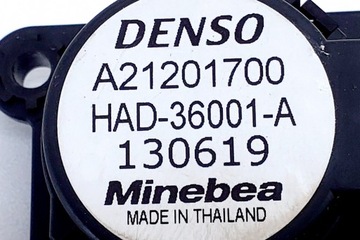 DENSO
A21201700
HAD-36001-A
130619
Minebea
MADE IN THAILAND